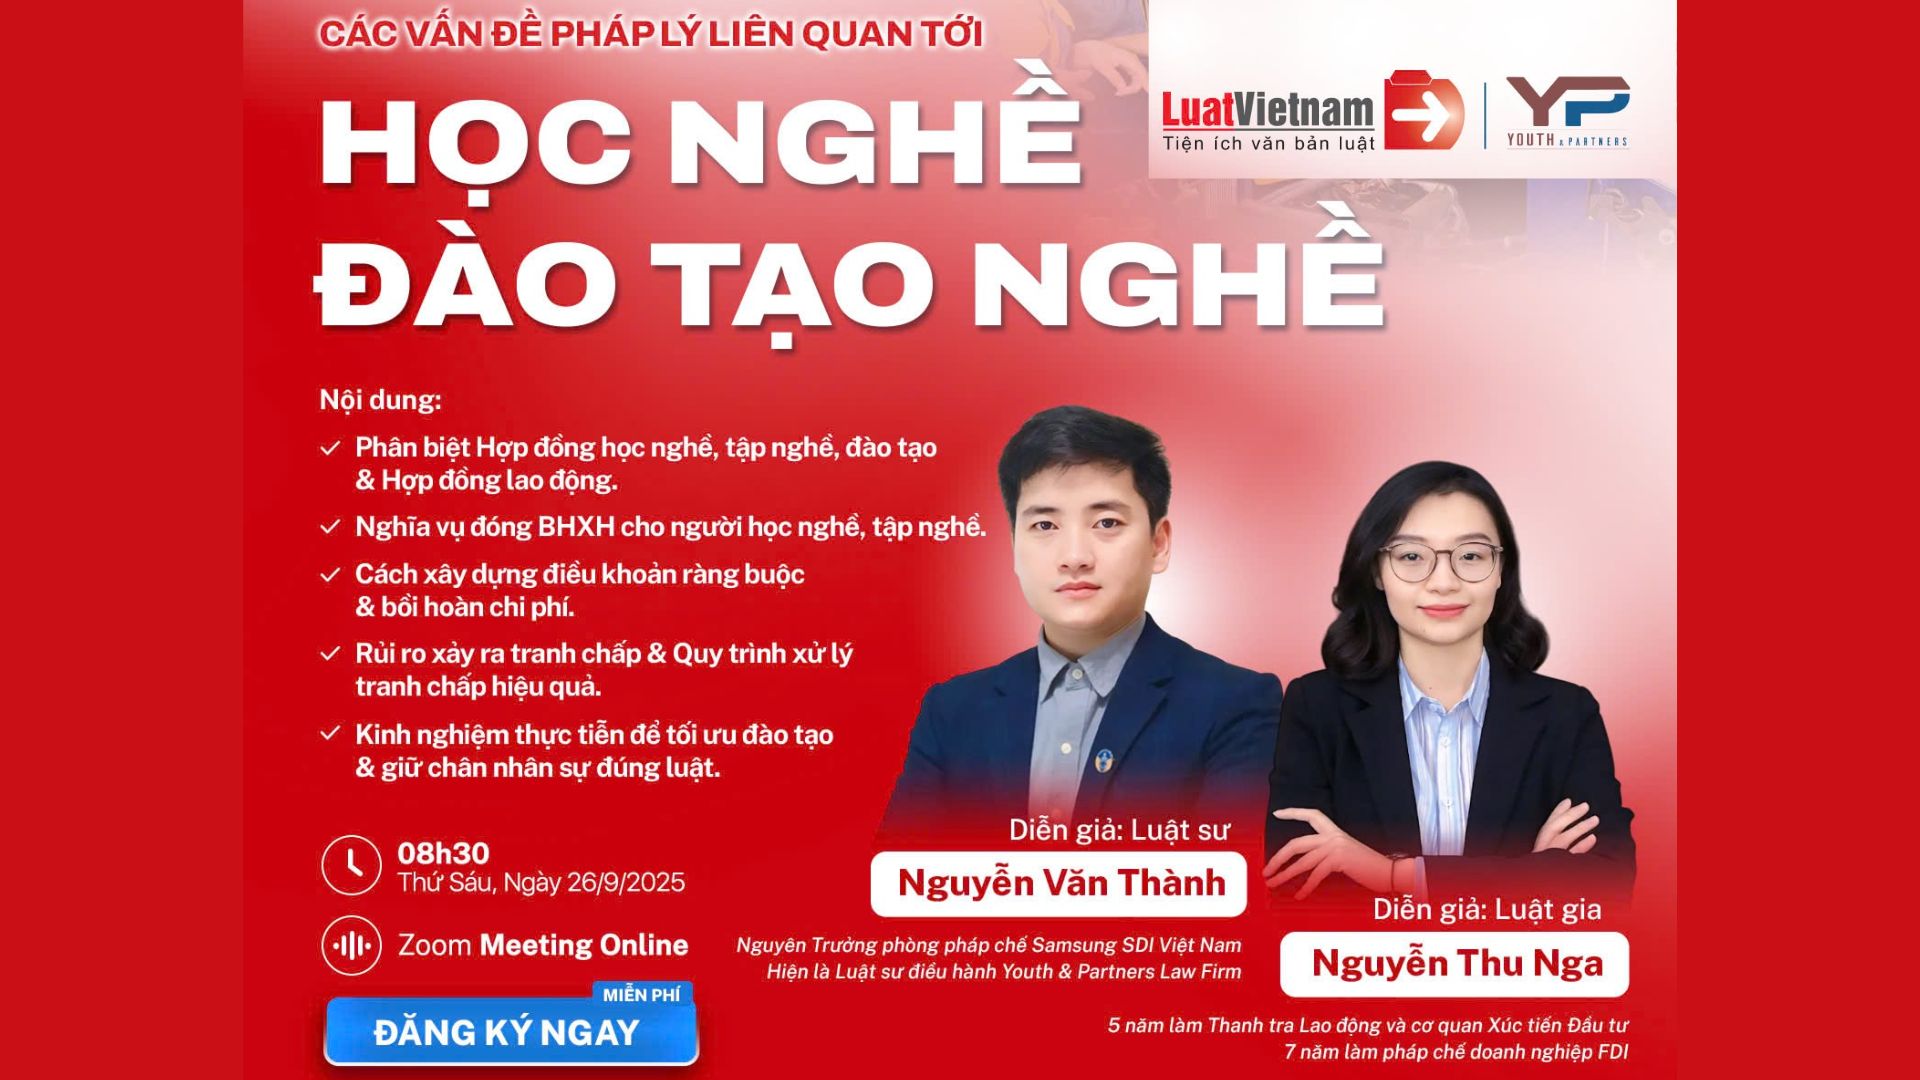 CÁC VẤN ĐỀ PHÁP LÝ LIÊN QUAN TỚI
HỌC NGHỀ
ĐÀO TẠO NGHỀ
LuatVietnam
Tiện ích văn bản luật
YP
YOUTH & PARTNERS
Nội dung:
Phân biệt Hợp đồng học nghề, tập nghề, đào tạo
& Hợp đồng lao động.
Nghĩa vụ đóng BHXH cho người học nghề, tập nghề.
Cách xây dựng điều khoản ràng buộc
& bồi hoàn chi phí.
Rủi ro xảy ra tranh chấp & Quy trình xử lý
tranh chấp hiệu quả.
Kinh nghiệm thực tiễn để tối ưu đào tạo
& giữ chân nhân sự đúng luật.
08h30
Thứ Sáu, Ngày 26/9/2025
Zoom Meeting Online
MIỄN PHÍ
ĐĂNG KÝ NGAY
Diễn giả: Luật sư
Nguyễn Văn Thành
Nguyên Trưởng phòng pháp chế Samsung SDI Việt Nam
Hiện là Luật sư điều hành Youth & Partners Law Firm
Diễn giả: Luật gia
Nguyễn Thu Nga
5 năm làm Thanh tra Lao động và cơ quan Xúc tiến Đầu tư
7 năm làm pháp chế doanh nghiệp FDI